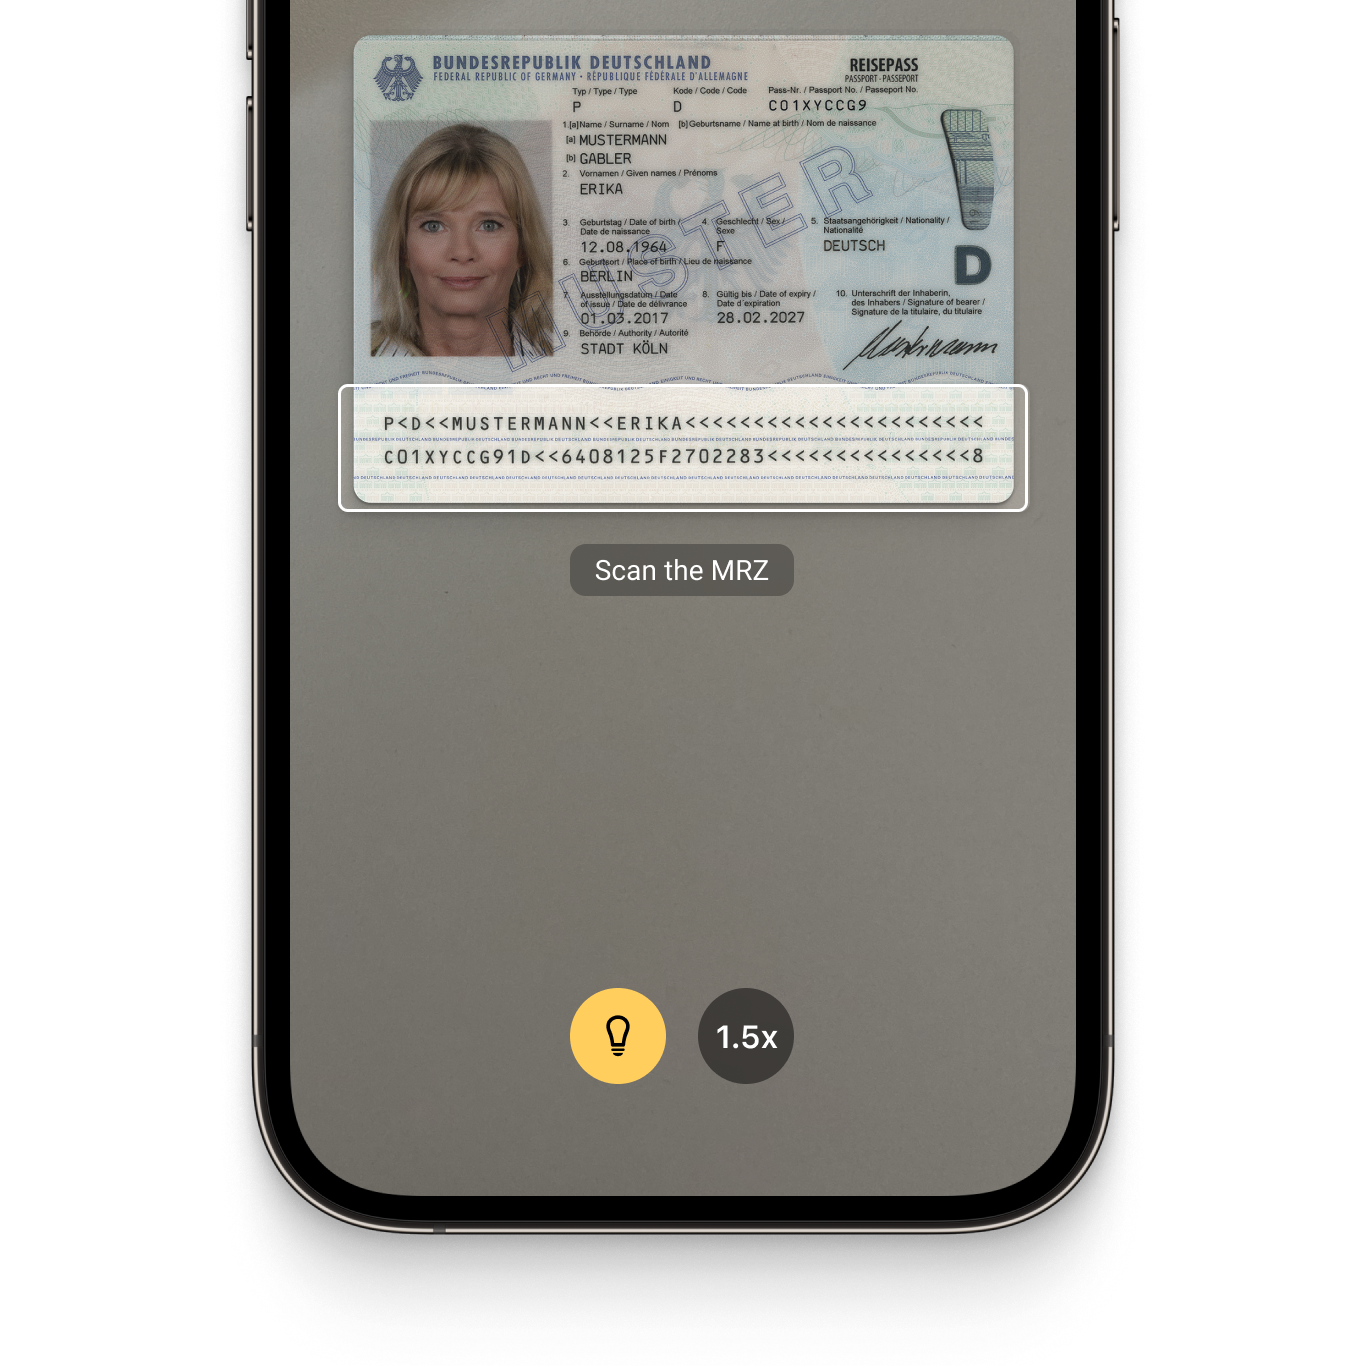 BUNDESREPUBLIK DEUTSCHLAND
FEDERAL REPUBLIC OF GERMANY · RÉPUBLIQUE FÉDÉRALE D'ALLEMAGNE
REISEPASS
PASSPORT · PASSEPORT
Typ / Type / Type Kode / Code / Code Pass-Nr. / Passport No. / Passeport No.
P D C01XYCCG9
1.[a]Name / Surname / Nom [b]Geburtsname / Name at birth / Nom de naissance
[a] MUSTERMANN
[b] GABLER
2. Vornamen / Given names / Prénoms
ERIKA
3. Geburtstag / Date of birth / 4. Geschlecht / Sex / 5. Staatsangehörigkeit / Nationality /
Date de naissance Sexe Nationalité
12.08.1964 F DEUTSCH
6. Geburtsort / Place of birth / Lieu de naissance
BERLIN
D
7. Ausstellungsdatum / Date 8. Gültig bis / Date of expiry / 10. Unterschrift der Inhaberin,
of issue / Date de délivrance Date d'expiration des Inhabers / Signature of bearer /
Signature de la titulaire, du titulaire
01.03.2017 28.02.2027
9. Behörde / Authority / Autorité
STADT KÖLN
Mustermann
MUSTER
P<D<<MUSTERMANN<<ERIKA<<<<<<<<<<<<<<<<<<<<<<
C01XYCCG91D<<6408125F2702283<<<<<<<<<<<<<<<8
Scan the MRZ
1.5x